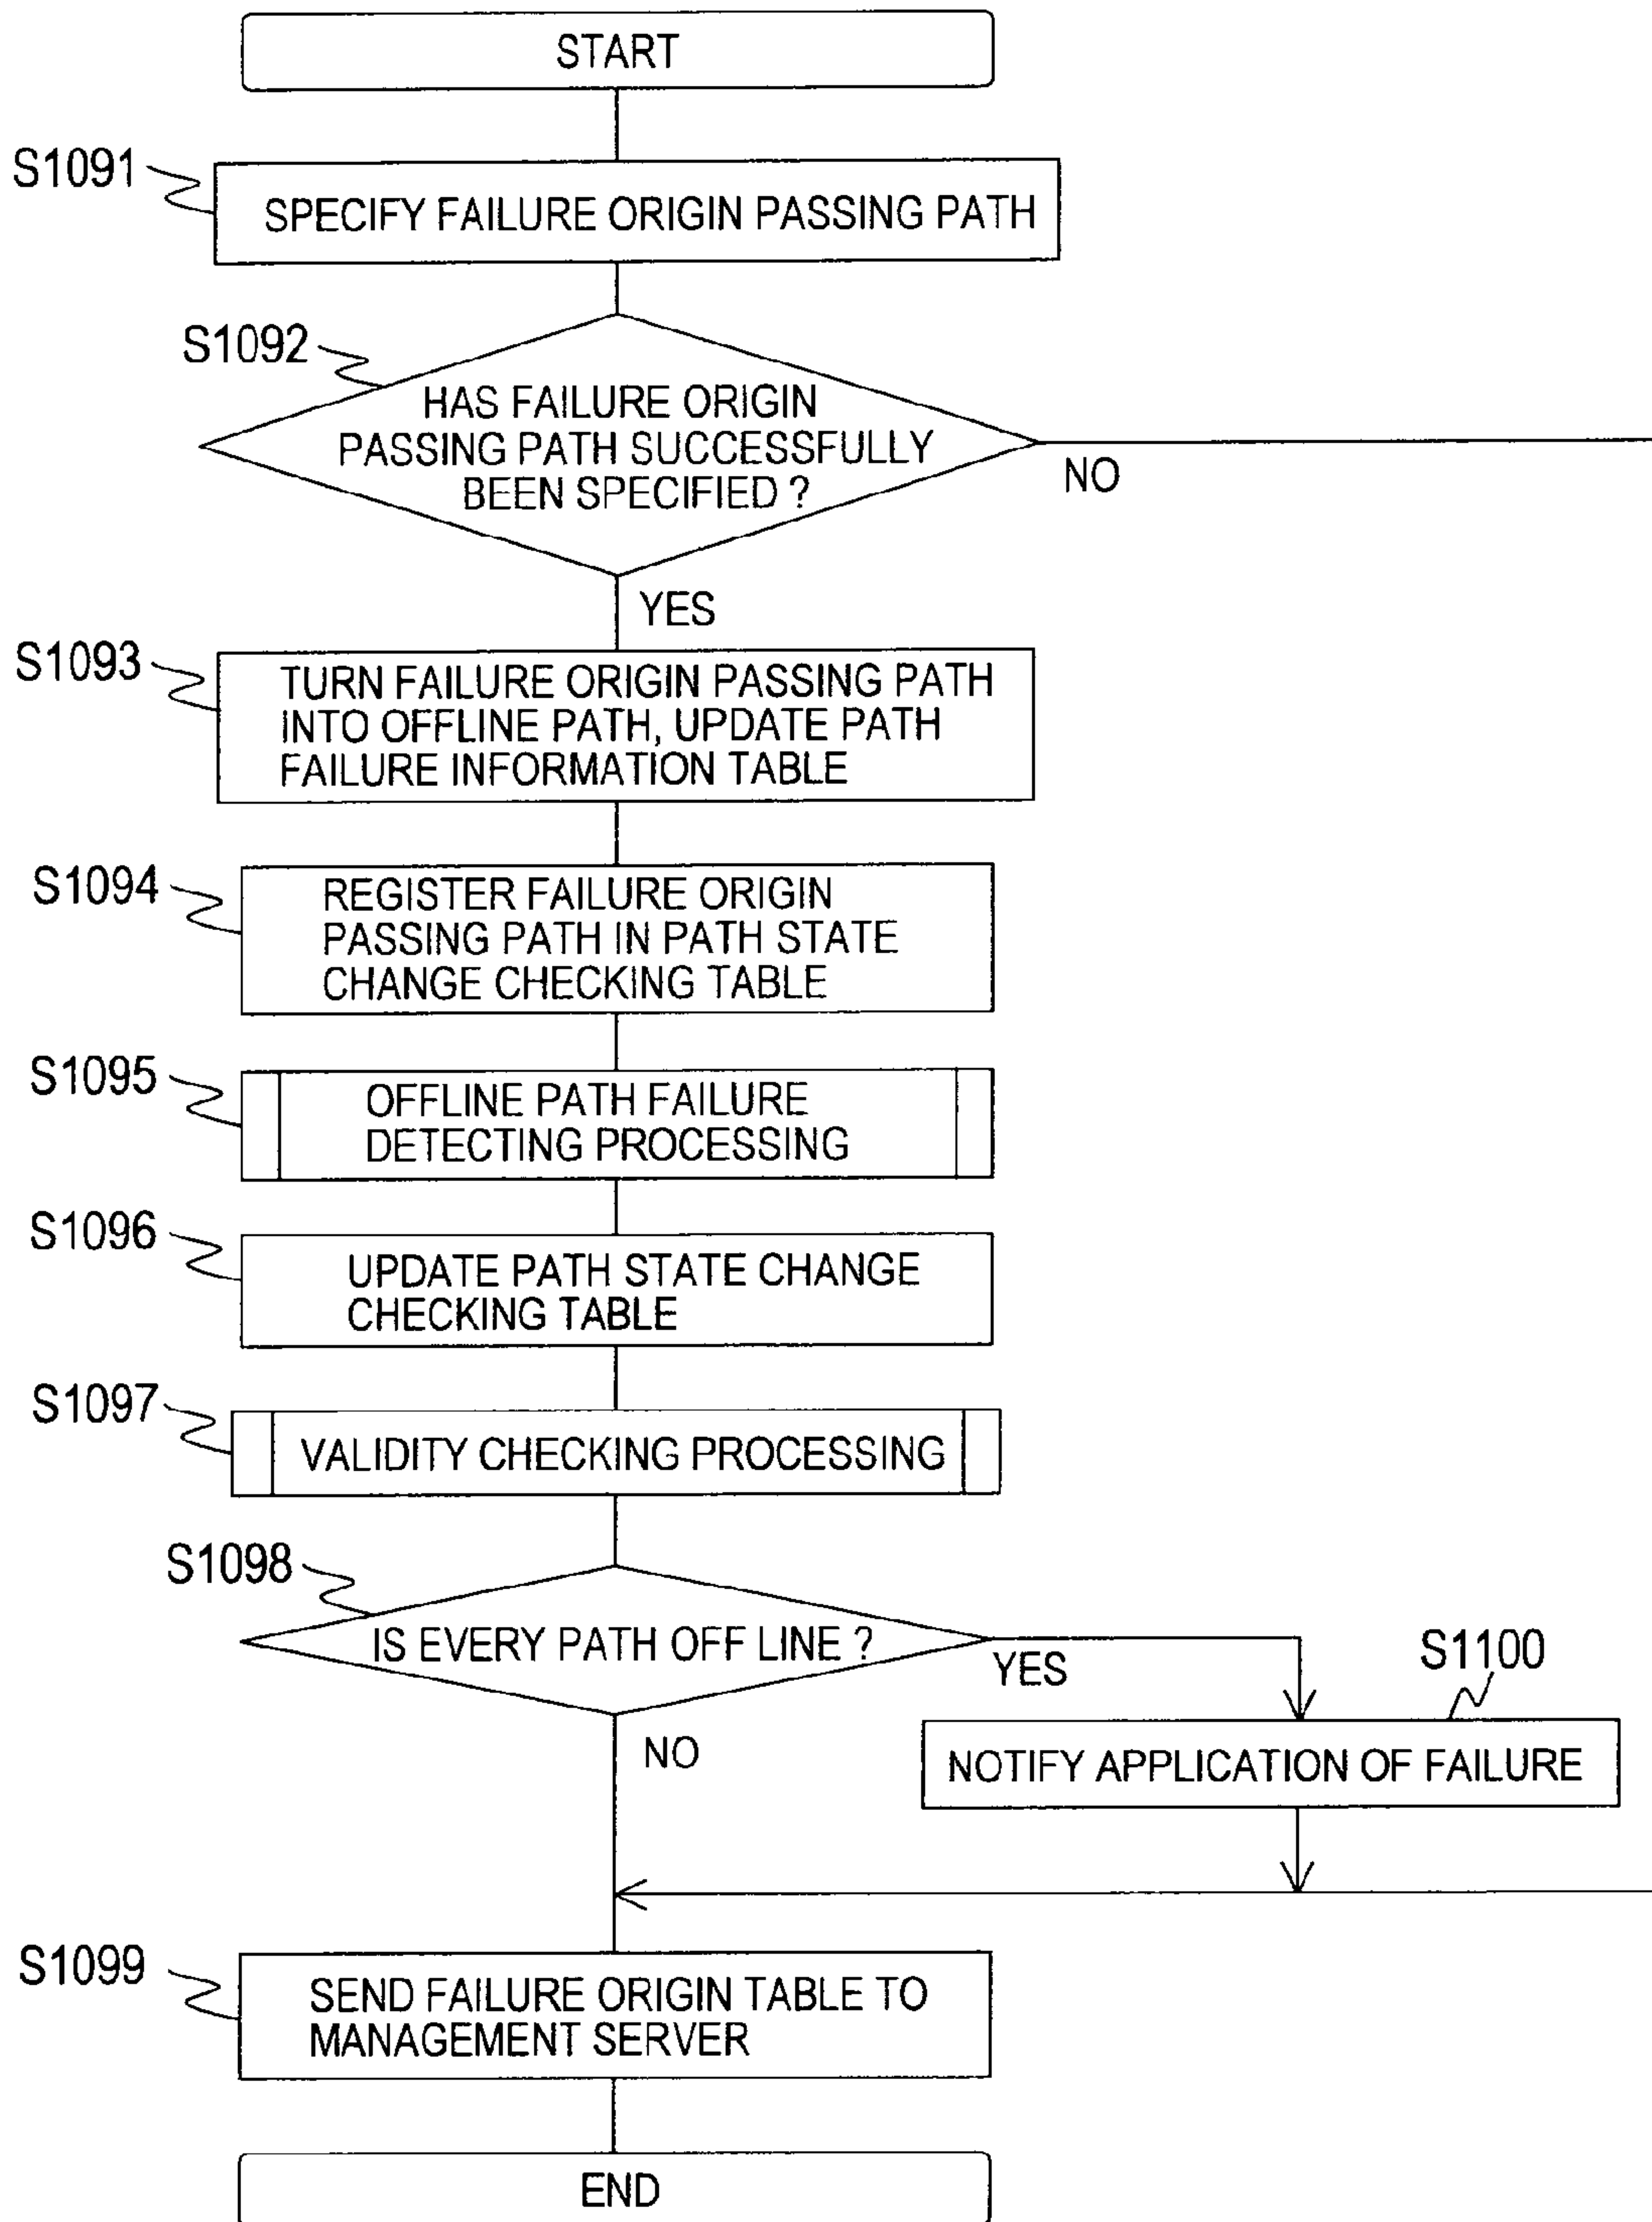 START
S1091
SPECIFY FAILURE ORIGIN PASSING PATH
S1092
HAS FAILURE ORIGIN
PASSING PATH SUCCESSFULLY
BEEN SPECIFIED ?
NO
YES
S1093
TURN FAILURE ORIGIN PASSING PATH
INTO OFFLINE PATH, UPDATE PATH
FAILURE INFORMATION TABLE
S1094
REGISTER FAILURE ORIGIN
PASSING PATH IN PATH STATE
CHANGE CHECKING TABLE
S1095
OFFLINE PATH FAILURE
DETECTING PROCESSING
S1096
UPDATE PATH STATE CHANGE
CHECKING TABLE
S1097
VALIDITY CHECKING PROCESSING
S1098
IS EVERY PATH OFF LINE ?
YES
S1100
NOTIFY APPLICATION OF FAILURE
NO
S1099
SEND FAILURE ORIGIN TABLE TO
MANAGEMENT SERVER
END